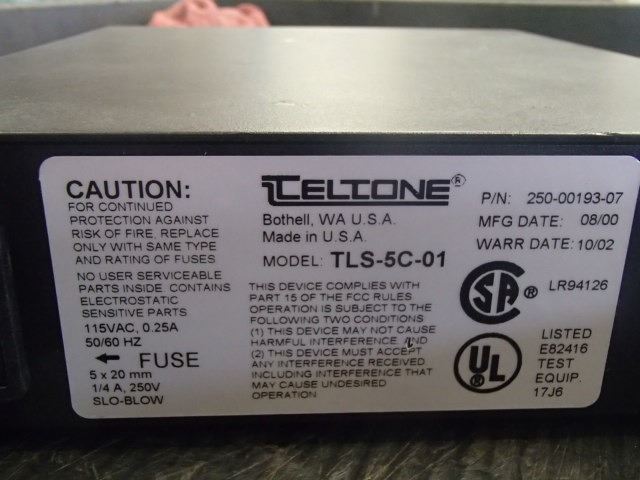 CAUTION:
FOR CONTINUED
PROTECTION AGAINST
RISK OF FIRE, REPLACE
ONLY WITH SAME TYPE
AND RATING OF FUSES
NO USER SERVICEABLE
PARTS INSIDE. CONTAINS
ELECTROSTATIC
SENSITIVE PARTS
115VAC, 0.25A
50/60 HZ
← FUSE
5 x 20 mm
1/4 A, 250V
SLO-BLOW
TELTONE®
Bothell, WA U.S.A.
Made in U.S.A.
MODEL: TLS-5C-01
THIS DEVICE COMPLIES WITH
PART 15 OF THE FCC RULES
OPERATION IS SUBJECT TO THE
FOLLOWING TWO CONDITIONS
(1) THIS DEVICE MAY NOT CAUSE
HARMFUL INTERFERENCE AND
(2) THIS DEVICE MUST ACCEPT
ANY INTERFERENCE RECEIVED
INCLUDING INTERFERENCE THAT
MAY CAUSE UNDESIRED
OPERATION
P/N: 250-00193-07
MFG DATE: 08/00
WARR DATE: 10/02
SA® LR94126
UL®
LISTED
E82416
TEST
EQUIP.
17J6